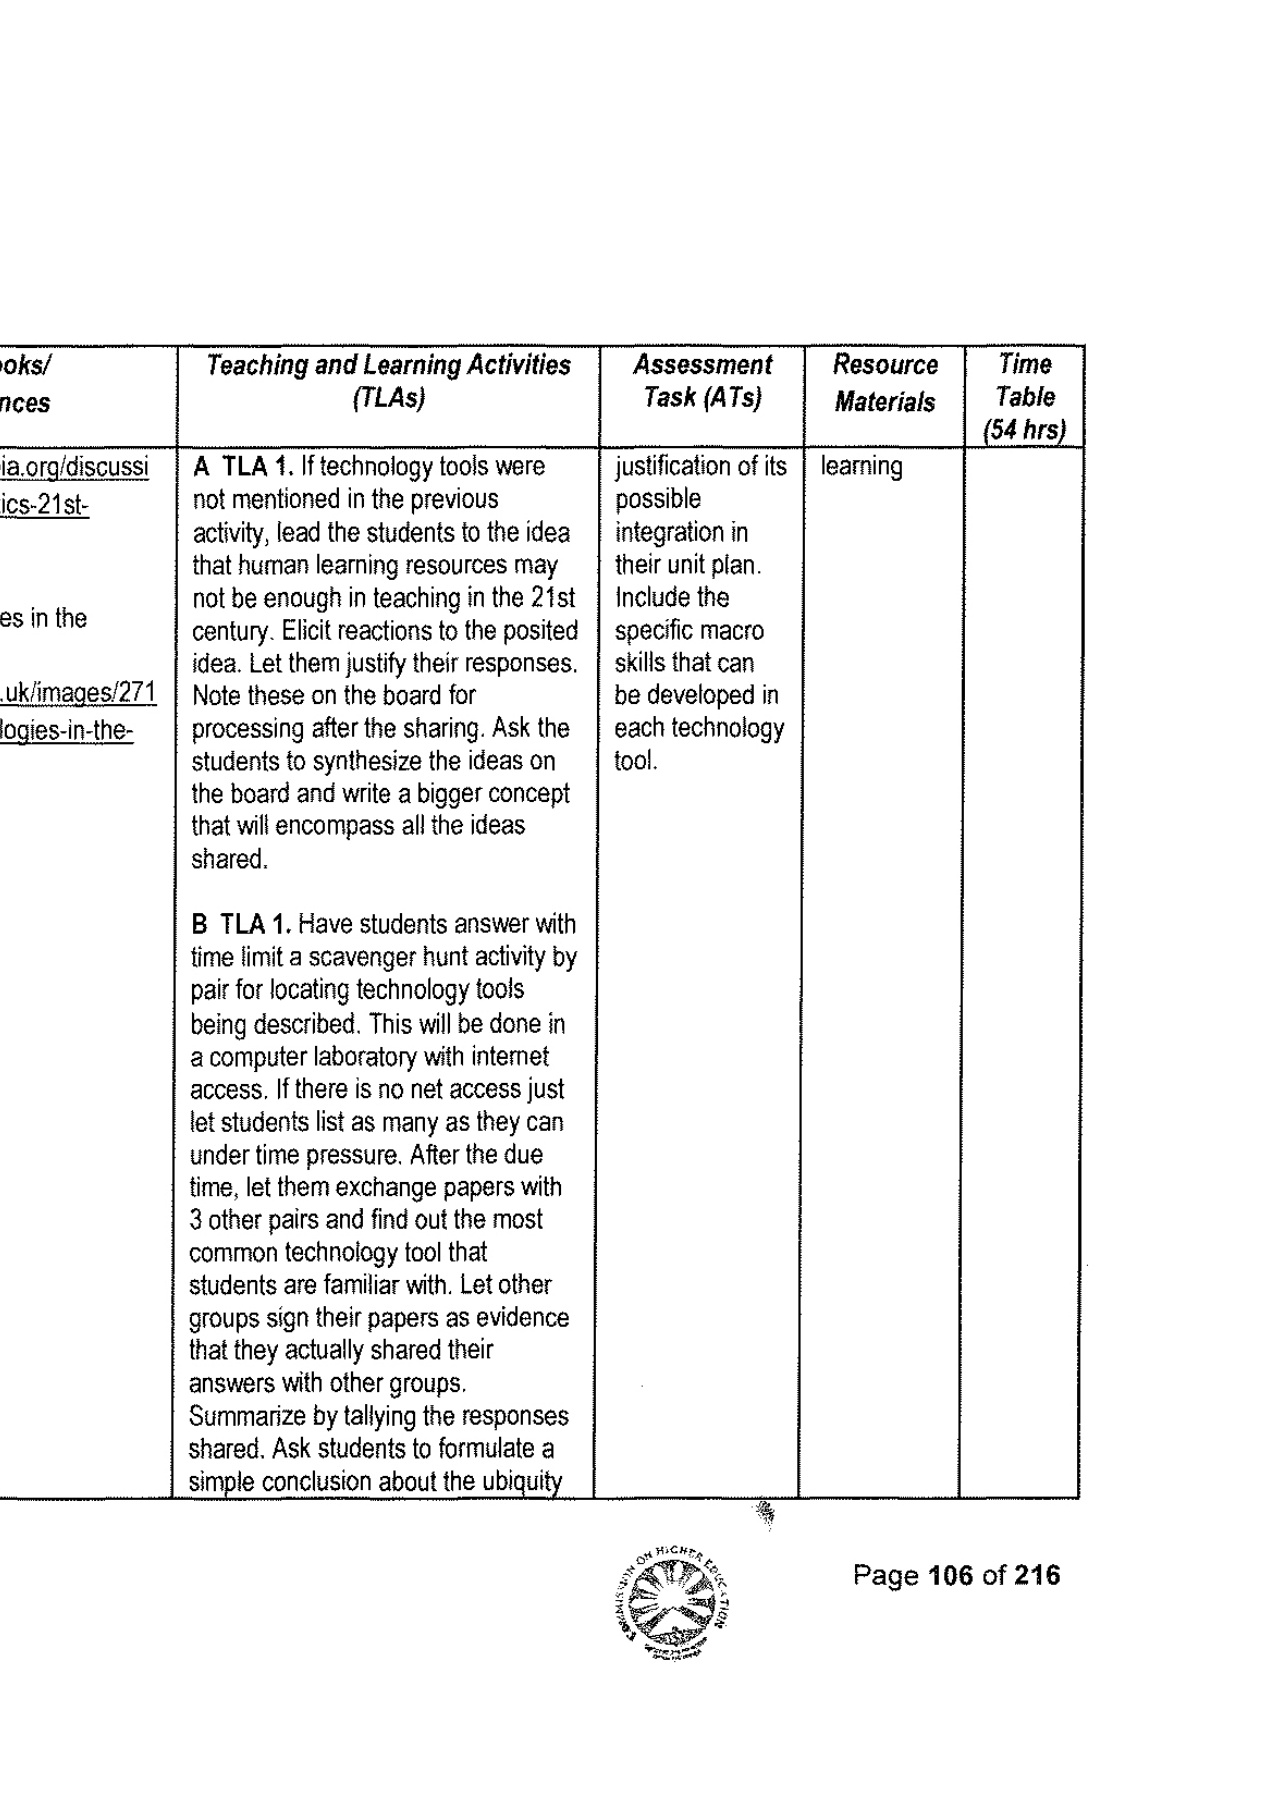 ooks/
nces
Teaching and Learning Activities
(TLAs)
Assessment
Task (ATs)
Resource
Materials
Time
Table
(54 hrs)
ia.org/discussi
ics-21st-
es in the
.uk/images/271
logies-in-the-
A TLA 1. If technology tools were
not mentioned in the previous
activity, lead the students to the idea
that human learning resources may
not be enough in teaching in the 21st
century. Elicit reactions to the posited
idea. Let them justify their responses.
Note these on the board for
processing after the sharing. Ask the
students to synthesize the ideas on
the board and write a bigger concept
that will encompass all the ideas
shared.
B TLA 1. Have students answer with
time limit a scavenger hunt activity by
pair for locating technology tools
being described. This will be done in
a computer laboratory with internet
access. If there is no net access just
let students list as many as they can
under time pressure. After the due
time, let them exchange papers with
3 other pairs and find out the most
common technology tool that
students are familiar with. Let other
groups sign their papers as evidence
that they actually shared their
answers with other groups.
Summarize by tallying the responses
shared. Ask students to formulate a
simple conclusion about the ubiquity
justification of its
possible
integration in
their unit plan.
Include the
specific macro
skills that can
be developed in
each technology
tool.
learning
COMMISSION ON HIGHER EDUCATION
Page 106 of 216